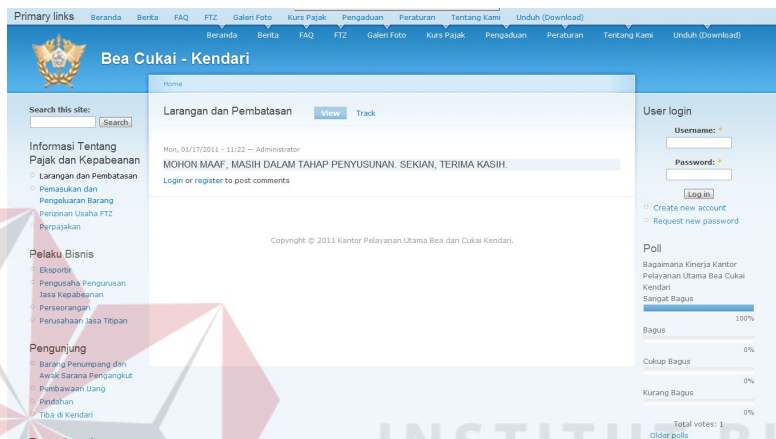 Primary links Beranda Berita FAQ FTZ Galeri Foto Kurs Pajak Pengaduan Peraturan Tentang Kami Unduh (Download)
Beranda Berita FAQ FTZ Galeri Foto Kurs Pajak Pengaduan Peraturan Tentang Kami Unduh (Download)
Bea Cukai - Kendari
Home
Search this site:
Search
Informasi Tentang
Pajak dan Kepabeanan
Larangan dan Pembatasan
Pemasukan dan
Pengeluaran Barang
Perizinan Usaha FTZ
Perpajakan
Pelaku Bisnis
Eksportir
Pengusaha Pengurusan
Jasa Kepabeanan
Perseorangan
Perusahaan Jasa Titipan
Pengunjung
Barang Penumpang dan
Awak Sarana Pengangkut
Pembawaan Uang
Pindahan
Tiba di Kendari
Larangan dan Pembatasan View Track
Mon, 01/17/2011 - 11:22 — Administrator
MOHON MAAF, MASIH DALAM TAHAP PENYUSUNAN. SEKIAN, TERIMA KASIH.
Login or register to post comments
Copyright © 2011 Kantor Pelayanan Utama Bea dan Cukai Kendari.
User login
Username: *
Password: *
Log in
Create new account
Request new password
Poll
Bagaimana Kinerja Kantor
Pelayanan Utama Bea Cukai
Kendari
Sangat Bagus
100%
Bagus
0%
Cukup Bagus
0%
Kurang Bagus
0%
Total votes: 1
Older polls